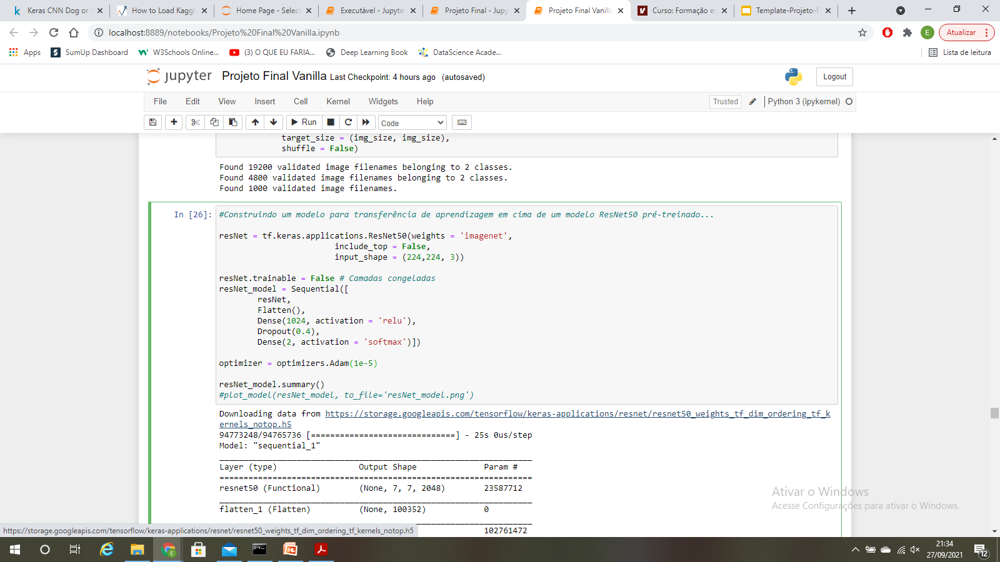 Keras CNN Dog or
How to Load Kaggl
Home Page - Select
Executável - Jupyte
Projeto Final - Jupy
Projeto Final Vanilla
Curso: Formação e
Template-Projeto-F
localhost:8889/notebooks/Projeto%20Final%20Vanilla.ipynb
E
Atualizar
Apps
SumUp Dashboard
W3Schools Online...
(3) O QUE EU FARIA...
Deep Learning Book
DataScience Acade...
Lista de leitura
jupyter Projeto Final Vanilla Last Checkpoint: 4 hours ago (autosaved)
Logout
File Edit View Insert Cell Kernel Widgets Help
Trusted
Python 3 (ipykernel)
Run
Code
target_size = (img_size, img_size),
shuffle = False)
Found 19200 validated image filenames belonging to 2 classes.
Found 4800 validated image filenames belonging to 2 classes.
Found 1000 validated image filenames.
In [26]:
#Construindo um modelo para transferência de aprendizagem em cima de um modelo ResNet50 pré-treinado...
resNet = tf.keras.applications.ResNet50(weights = 'imagenet',
include_top = False,
input_shape = (224,224, 3))
resNet.trainable = False # Camadas congeladas
resNet_model = Sequential([
resNet,
Flatten(),
Dense(1024, activation = 'relu'),
Dropout(0.4),
Dense(2, activation = 'softmax')])
optimizer = optimizers.Adam(1e-5)
resNet_model.summary()
#plot_model(resNet_model, to_file='resNet_model.png')
Downloading data from https://storage.googleapis.com/tensorflow/keras-applications/resnet/resnet50_weights_tf_dim_ordering_tf_k
ernels_notop.h5
94773248/94765736 [==============================] - 25s 0us/step
Model: "sequential_1"
_________________________________________________________________
Layer (type) Output Shape Param #
=================================================================
resnet50 (Functional) (None, 7, 7, 2048) 23587712
_________________________________________________________________
flatten_1 (Flatten) (None, 100352) 0
_________________________________________________________________
102761472
Ativar o Windows
Acesse Configurações para ativar o Windows.
https://storage.googleapis.com/tensorflow/keras-applications/resnet/resnet50_weights_tf_dim_ordering_tf_kernels_notop.h5
21:34
27/09/2021
12